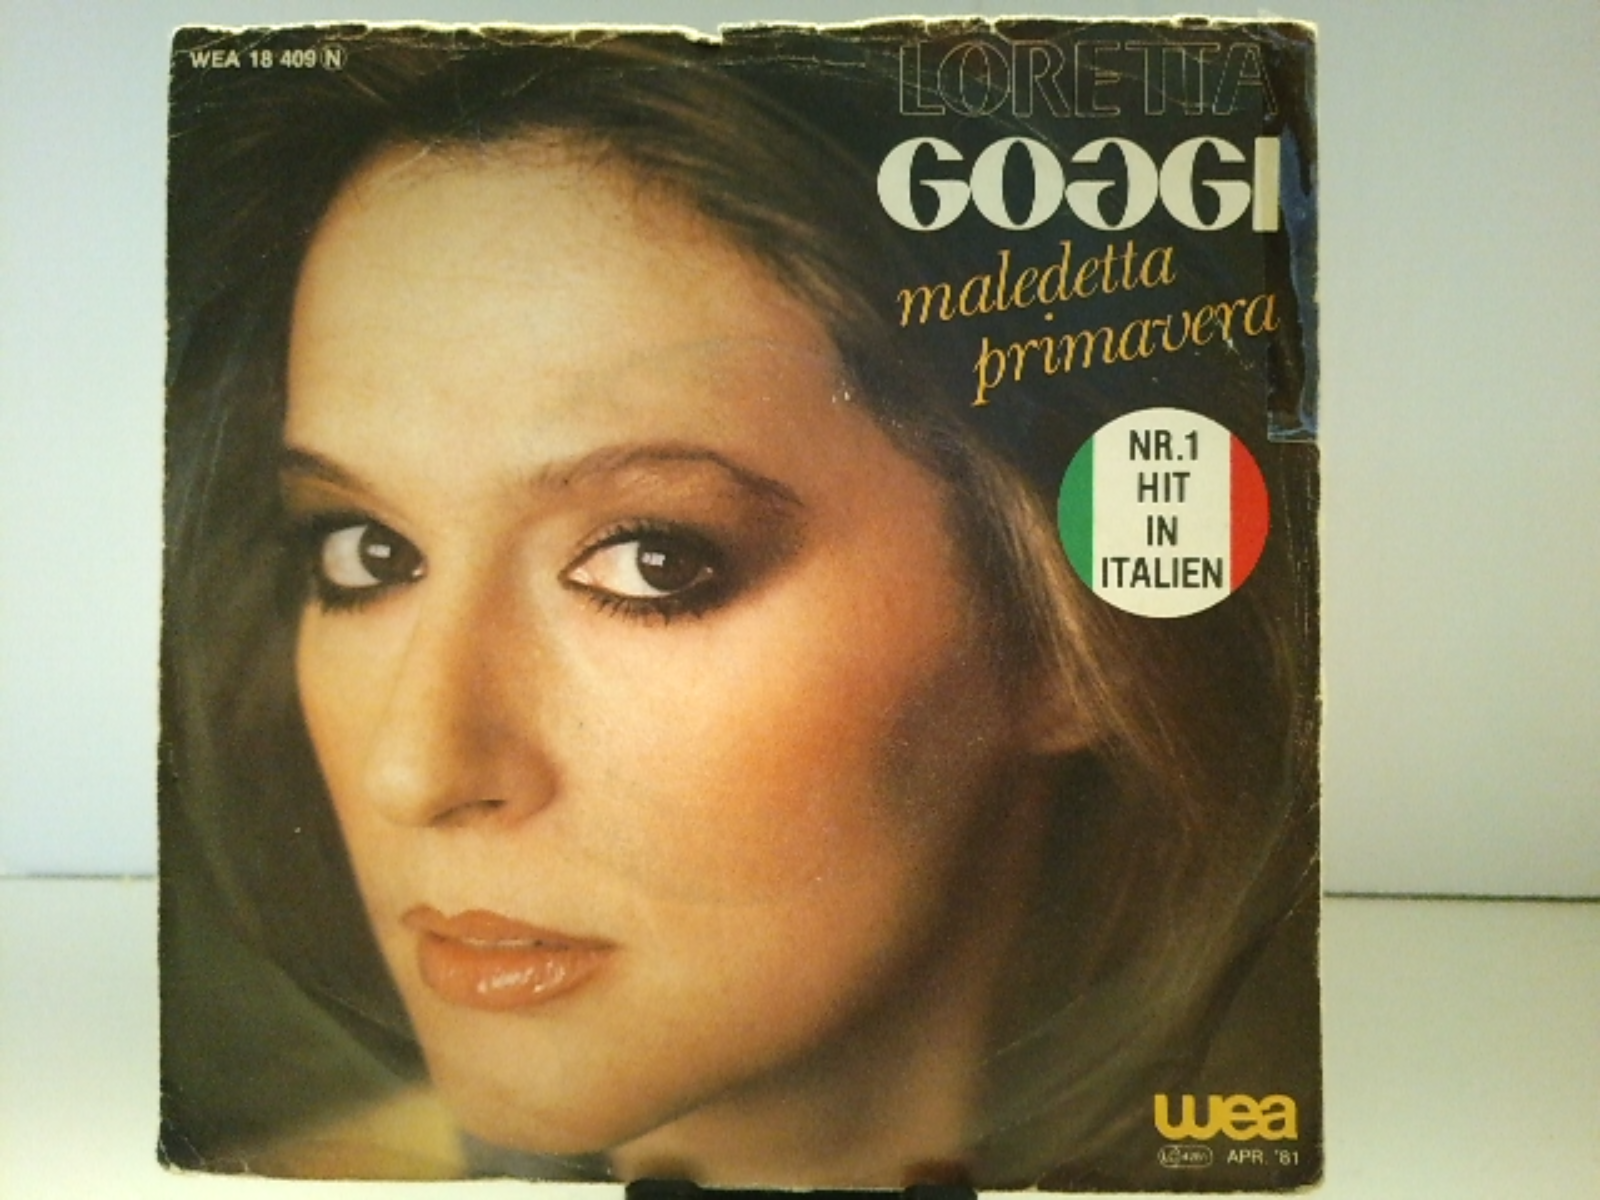 WEA 18 409 N
LORETTA
GOGGI
maledetta
primavera
NR.1
HIT
IN
ITALIEN
wea
APR. '81